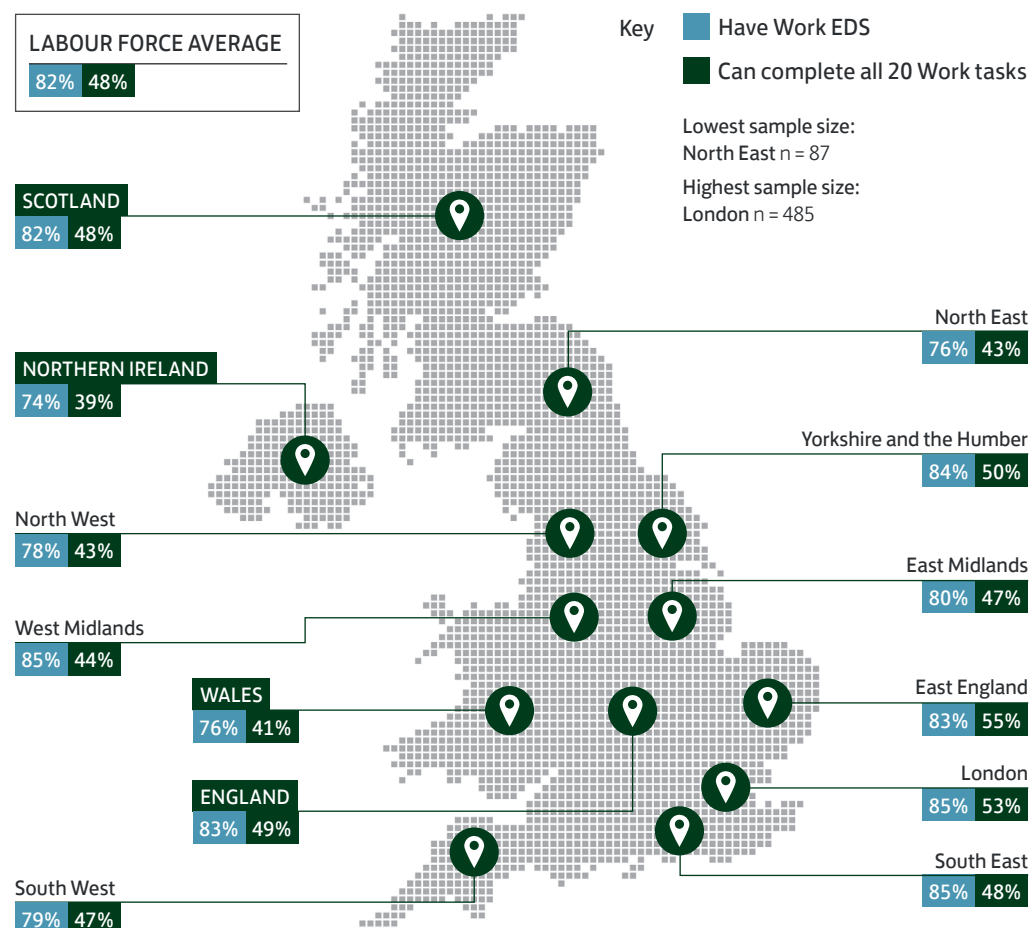 LABOUR FORCE AVERAGE
82% 48%
Key
Have Work EDS
Can complete all 20 Work tasks
Lowest sample size:
North East n = 87
Highest sample size:
London n = 485
SCOTLAND
82% 48%
North East
76% 43%
NORTHERN IRELAND
74% 39%
Yorkshire and the Humber
84% 50%
North West
78% 43%
East Midlands
80% 47%
West Midlands
85% 44%
WALES
76% 41%
East England
83% 55%
ENGLAND
83% 49%
London
85% 53%
South East
85% 48%
South West
79% 47%